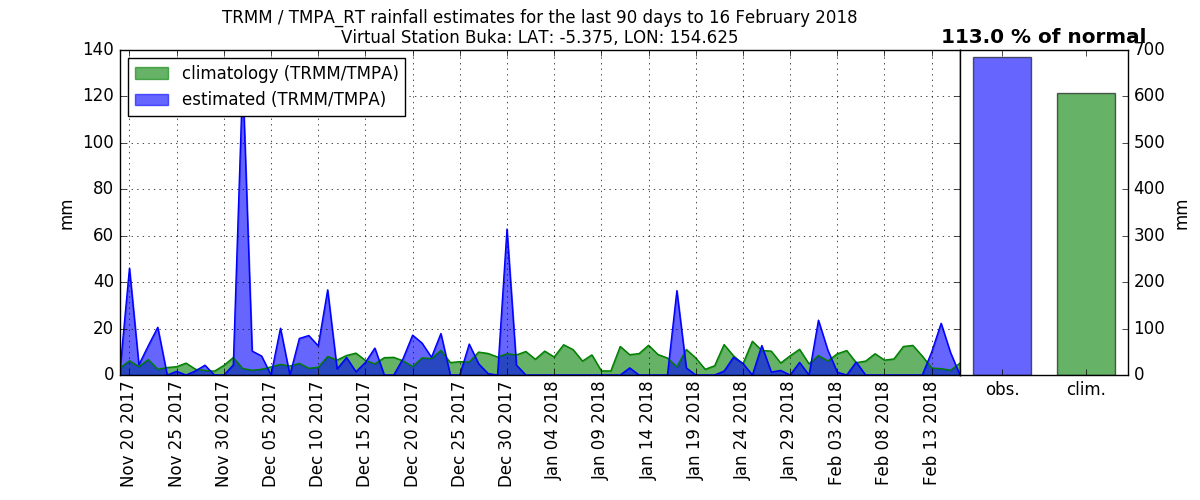 TRMM / TMPA_RT rainfall estimates for the last 90 days to 16 February 2018
Virtual Station Buka: LAT: -5.375, LON: 154.625
113.0 % of normal
climatology (TRMM/TMPA)
estimated (TRMM/TMPA)
140
120
100
80
60
40
20
0
mm
700
600
500
400
300
200
100
0
mm
Nov 20 2017
Nov 25 2017
Nov 30 2017
Dec 05 2017
Dec 10 2017
Dec 15 2017
Dec 20 2017
Dec 25 2017
Dec 30 2017
Jan 04 2018
Jan 09 2018
Jan 14 2018
Jan 19 2018
Jan 24 2018
Jan 29 2018
Feb 03 2018
Feb 08 2018
Feb 13 2018
obs.
clim.